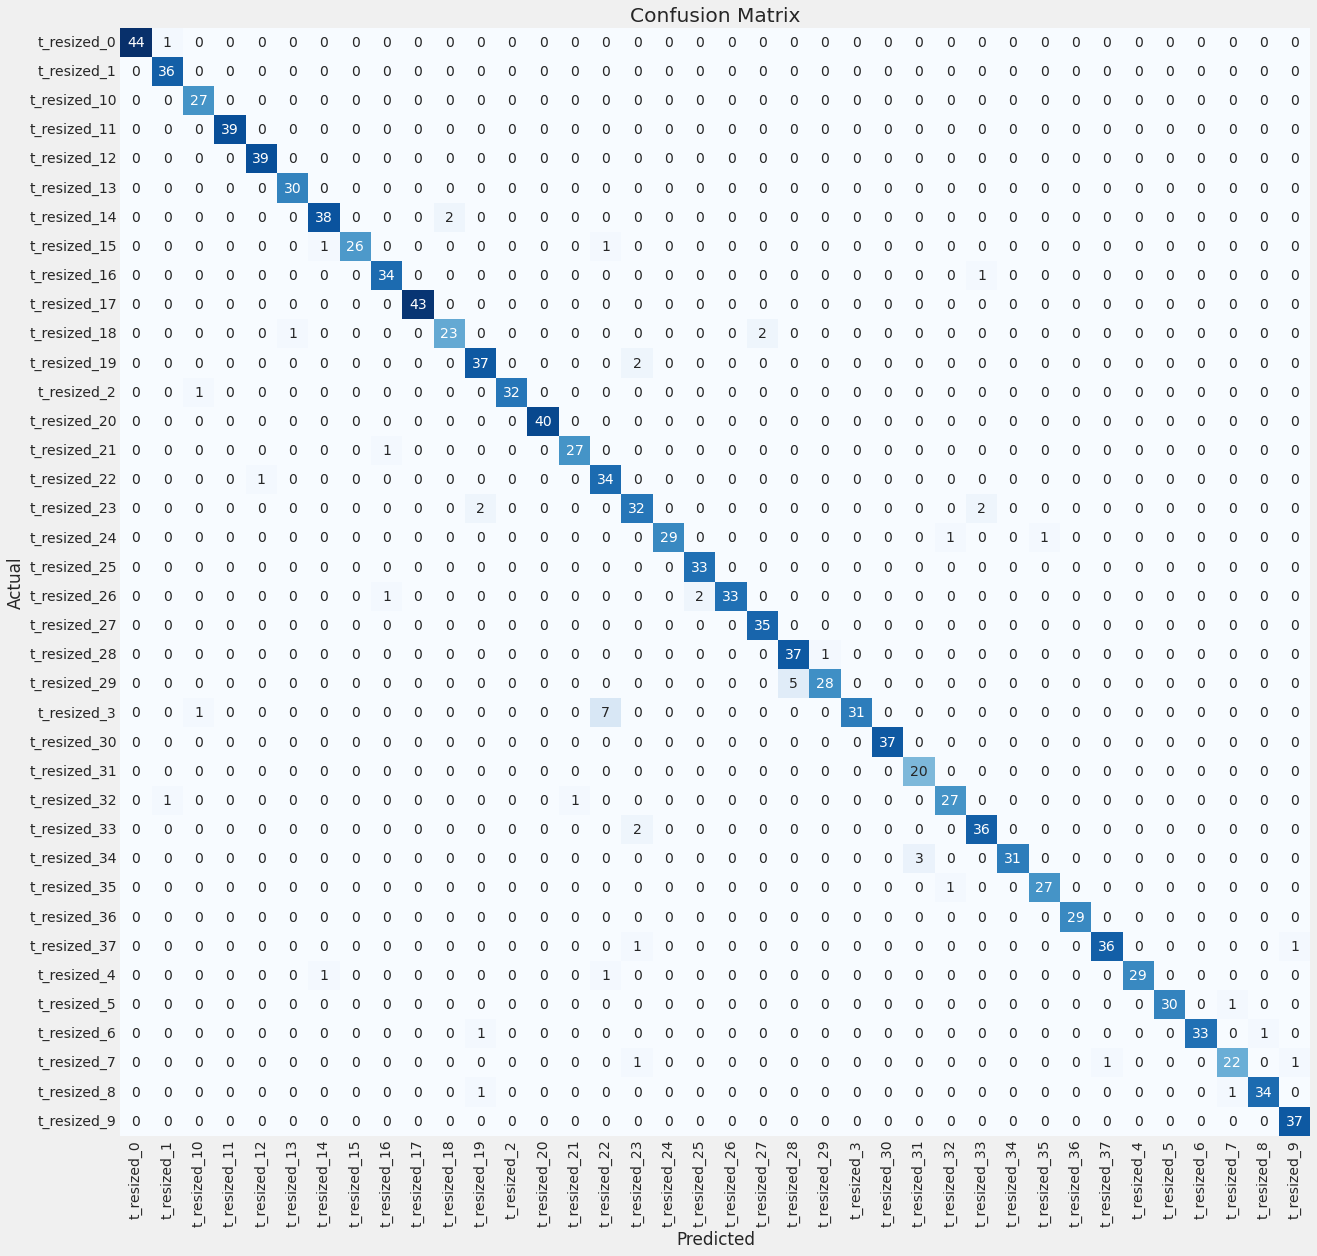 Confusion Matrix
t_resized_0 44 1 0 0 0 0 0 0 0 0 0 0 0 0 0 0 0 0 0 0 0 0 0 0 0 0 0 0 0 0 0 0 0 0 0 0 0 0
t_resized_1 0 36 0 0 0 0 0 0 0 0 0 0 0 0 0 0 0 0 0 0 0 0 0 0 0 0 0 0 0 0 0 0 0 0 0 0 0 0
t_resized_10 0 0 27 0 0 0 0 0 0 0 0 0 0 0 0 0 0 0 0 0 0 0 0 0 0 0 0 0 0 0 0 0 0 0 0 0 0 0
t_resized_11 0 0 0 39 0 0 0 0 0 0 0 0 0 0 0 0 0 0 0 0 0 0 0 0 0 0 0 0 0 0 0 0 0 0 0 0 0 0
t_resized_12 0 0 0 0 39 0 0 0 0 0 0 0 0 0 0 0 0 0 0 0 0 0 0 0 0 0 0 0 0 0 0 0 0 0 0 0 0 0
t_resized_13 0 0 0 0 0 30 0 0 0 0 0 0 0 0 0 0 0 0 0 0 0 0 0 0 0 0 0 0 0 0 0 0 0 0 0 0 0 0
t_resized_14 0 0 0 0 0 0 38 0 0 0 2 0 0 0 0 0 0 0 0 0 0 0 0 0 0 0 0 0 0 0 0 0 0 0 0 0 0 0
t_resized_15 0 0 0 0 0 0 1 26 0 0 0 0 0 0 0 1 0 0 0 0 0 0 0 0 0 0 0 0 0 0 0 0 0 0 0 0 0 0
t_resized_16 0 0 0 0 0 0 0 0 34 0 0 0 0 0 0 0 0 0 0 0 0 0 0 0 0 0 0 1 0 0 0 0 0 0 0 0 0 0
t_resized_17 0 0 0 0 0 0 0 0 0 43 0 0 0 0 0 0 0 0 0 0 0 0 0 0 0 0 0 0 0 0 0 0 0 0 0 0 0 0
t_resized_18 0 0 0 0 0 1 0 0 0 0 23 0 0 0 0 0 0 0 0 0 2 0 0 0 0 0 0 0 0 0 0 0 0 0 0 0 0 0
t_resized_19 0 0 0 0 0 0 0 0 0 0 0 37 0 0 0 0 2 0 0 0 0 0 0 0 0 0 0 0 0 0 0 0 0 0 0 0 0 0
t_resized_2 0 0 1 0 0 0 0 0 0 0 0 0 32 0 0 0 0 0 0 0 0 0 0 0 0 0 0 0 0 0 0 0 0 0 0 0 0 0
t_resized_20 0 0 0 0 0 0 0 0 0 0 0 0 0 40 0 0 0 0 0 0 0 0 0 0 0 0 0 0 0 0 0 0 0 0 0 0 0 0
t_resized_21 0 0 0 0 0 0 0 0 1 0 0 0 0 0 27 0 0 0 0 0 0 0 0 0 0 0 0 0 0 0 0 0 0 0 0 0 0 0
t_resized_22 0 0 0 0 1 0 0 0 0 0 0 0 0 0 0 34 0 0 0 0 0 0 0 0 0 0 0 0 0 0 0 0 0 0 0 0 0 0
t_resized_23 0 0 0 0 0 0 0 0 0 0 0 2 0 0 0 0 32 0 0 0 0 0 0 0 0 0 0 2 0 0 0 0 0 0 0 0 0 0
t_resized_24 0 0 0 0 0 0 0 0 0 0 0 0 0 0 0 0 0 29 0 0 0 0 0 0 0 0 1 0 0 1 0 0 0 0 0 0 0 0
t_resized_25 0 0 0 0 0 0 0 0 0 0 0 0 0 0 0 0 0 0 33 0 0 0 0 0 0 0 0 0 0 0 0 0 0 0 0 0 0 0
t_resized_26 0 0 0 0 0 0 0 0 1 0 0 0 0 0 0 0 0 0 2 33 0 0 0 0 0 0 0 0 0 0 0 0 0 0 0 0 0 0
t_resized_27 0 0 0 0 0 0 0 0 0 0 0 0 0 0 0 0 0 0 0 0 35 0 0 0 0 0 0 0 0 0 0 0 0 0 0 0 0 0
t_resized_28 0 0 0 0 0 0 0 0 0 0 0 0 0 0 0 0 0 0 0 0 0 37 1 0 0 0 0 0 0 0 0 0 0 0 0 0 0 0
t_resized_29 0 0 0 0 0 0 0 0 0 0 0 0 0 0 0 0 0 0 0 0 0 5 28 0 0 0 0 0 0 0 0 0 0 0 0 0 0 0
t_resized_3 0 0 1 0 0 0 0 0 0 0 0 0 0 0 0 7 0 0 0 0 0 0 0 31 0 0 0 0 0 0 0 0 0 0 0 0 0 0
t_resized_30 0 0 0 0 0 0 0 0 0 0 0 0 0 0 0 0 0 0 0 0 0 0 0 0 37 0 0 0 0 0 0 0 0 0 0 0 0 0
t_resized_31 0 0 0 0 0 0 0 0 0 0 0 0 0 0 0 0 0 0 0 0 0 0 0 0 0 20 0 0 0 0 0 0 0 0 0 0 0 0
t_resized_32 0 1 0 0 0 0 0 0 0 0 0 0 0 0 1 0 0 0 0 0 0 0 0 0 0 0 27 0 0 0 0 0 0 0 0 0 0 0
t_resized_33 0 0 0 0 0 0 0 0 0 0 0 0 0 0 0 0 2 0 0 0 0 0 0 0 0 0 0 36 0 0 0 0 0 0 0 0 0 0
t_resized_34 0 0 0 0 0 0 0 0 0 0 0 0 0 0 0 0 0 0 0 0 0 0 0 0 0 3 0 0 31 0 0 0 0 0 0 0 0 0
t_resized_35 0 0 0 0 0 0 0 0 0 0 0 0 0 0 0 0 0 0 0 0 0 0 0 0 0 0 1 0 0 27 0 0 0 0 0 0 0 0
t_resized_36 0 0 0 0 0 0 0 0 0 0 0 0 0 0 0 0 0 0 0 0 0 0 0 0 0 0 0 0 0 0 29 0 0 0 0 0 0 0
t_resized_37 0 0 0 0 0 0 0 0 0 0 0 0 0 0 0 0 1 0 0 0 0 0 0 0 0 0 0 0 0 0 0 36 0 0 0 0 0 1
t_resized_4 0 0 0 0 0 0 1 0 0 0 0 0 0 0 0 1 0 0 0 0 0 0 0 0 0 0 0 0 0 0 0 0 29 0 0 0 0 0
t_resized_5 0 0 0 0 0 0 0 0 0 0 0 0 0 0 0 0 0 0 0 0 0 0 0 0 0 0 0 0 0 0 0 0 0 30 0 1 0 0
t_resized_6 0 0 0 0 0 0 0 0 0 0 0 1 0 0 0 0 0 0 0 0 0 0 0 0 0 0 0 0 0 0 0 0 0 0 33 0 1 0
t_resized_7 0 0 0 0 0 0 0 0 0 0 0 0 0 0 0 0 1 0 0 0 0 0 0 0 0 0 0 0 0 0 0 1 0 0 0 22 0 1
t_resized_8 0 0 0 0 0 0 0 0 0 0 0 1 0 0 0 0 0 0 0 0 0 0 0 0 0 0 0 0 0 0 0 0 0 0 0 1 34 0
t_resized_9 0 0 0 0 0 0 0 0 0 0 0 0 0 0 0 0 0 0 0 0 0 0 0 0 0 0 0 0 0 0 0 0 0 0 0 0 0 37
Actual
t_resized_0 t_resized_1 t_resized_10 t_resized_11 t_resized_12 t_resized_13 t_resized_14 t_resized_15 t_resized_16 t_resized_17 t_resized_18 t_resized_19 t_resized_2 t_resized_20 t_resized_21 t_resized_22 t_resized_23 t_resized_24 t_resized_25 t_resized_26 t_resized_27 t_resized_28 t_resized_29 t_resized_3 t_resized_30 t_resized_31 t_resized_32 t_resized_33 t_resized_34 t_resized_35 t_resized_36 t_resized_37 t_resized_4 t_resized_5 t_resized_6 t_resized_7 t_resized_8 t_resized_9
Predicted